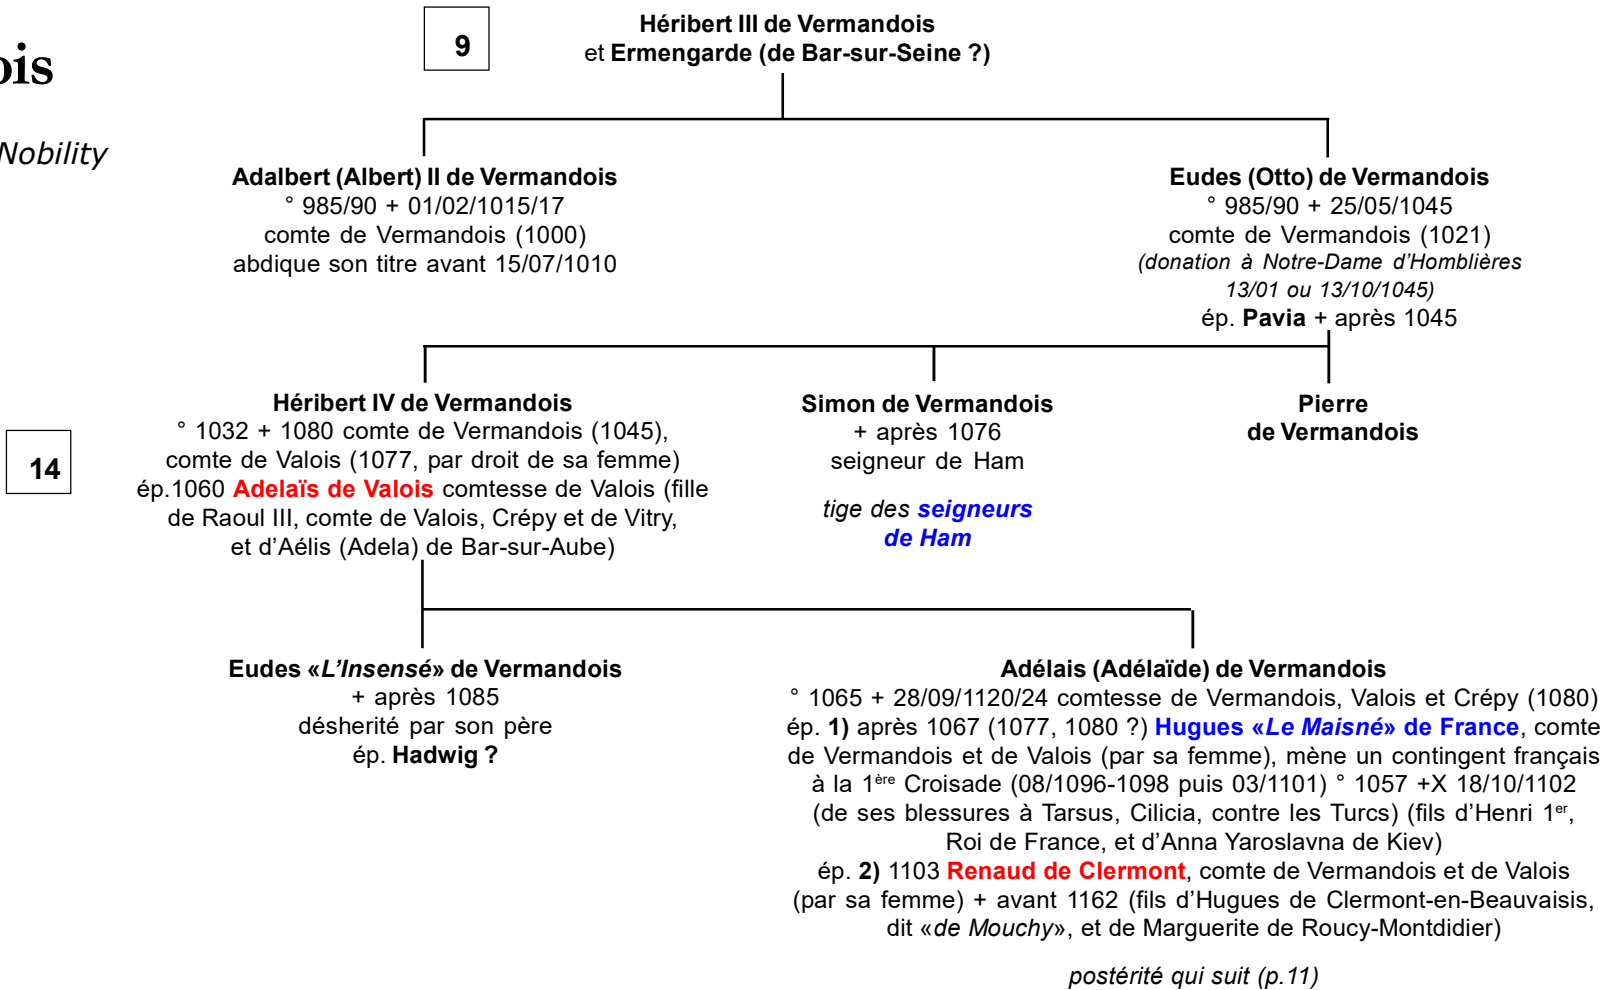 ois
Nobility
9
Héribert III de Vermandois
et Ermengarde (de Bar-sur-Seine ?)
Adalbert (Albert) II de Vermandois
° 985/90 + 01/02/1015/17
comte de Vermandois (1000)
abdique son titre avant 15/07/1010
Eudes (Otto) de Vermandois
° 985/90 + 25/05/1045
comte de Vermandois (1021)
(donation à Notre-Dame d'Homblières
13/01 ou 13/10/1045)
ép. Pavia + après 1045
14
Héribert IV de Vermandois
° 1032 + 1080 comte de Vermandois (1045),
comte de Valois (1077, par droit de sa femme)
ép.1060 Adelaïs de Valois comtesse de Valois (fille
de Raoul III, comte de Valois, Crépy et de Vitry,
et d'Aélis (Adela) de Bar-sur-Aube)
Simon de Vermandois
+ après 1076
seigneur de Ham
tige des seigneurs
de Ham
Pierre
de Vermandois
Eudes «L'Insensé» de Vermandois
+ après 1085
désherité par son père
ép. Hadwig ?
Adélais (Adélaïde) de Vermandois
° 1065 + 28/09/1120/24 comtesse de Vermandois, Valois et Crépy (1080)
ép. 1) après 1067 (1077, 1080 ?) Hugues «Le Maisné» de France, comte
de Vermandois et de Valois (par sa femme), mène un contingent français
à la 1ère Croisade (08/1096-1098 puis 03/1101) ° 1057 +X 18/10/1102
(de ses blessures à Tarsus, Cilicia, contre les Turcs) (fils d'Henri 1er,
Roi de France, et d'Anna Yaroslavna de Kiev)
ép. 2) 1103 Renaud de Clermont, comte de Vermandois et de Valois
(par sa femme) + avant 1162 (fils d'Hugues de Clermont-en-Beauvaisis,
dit «de Mouchy», et de Marguerite de Roucy-Montdidier)
postérité qui suit (p.11)